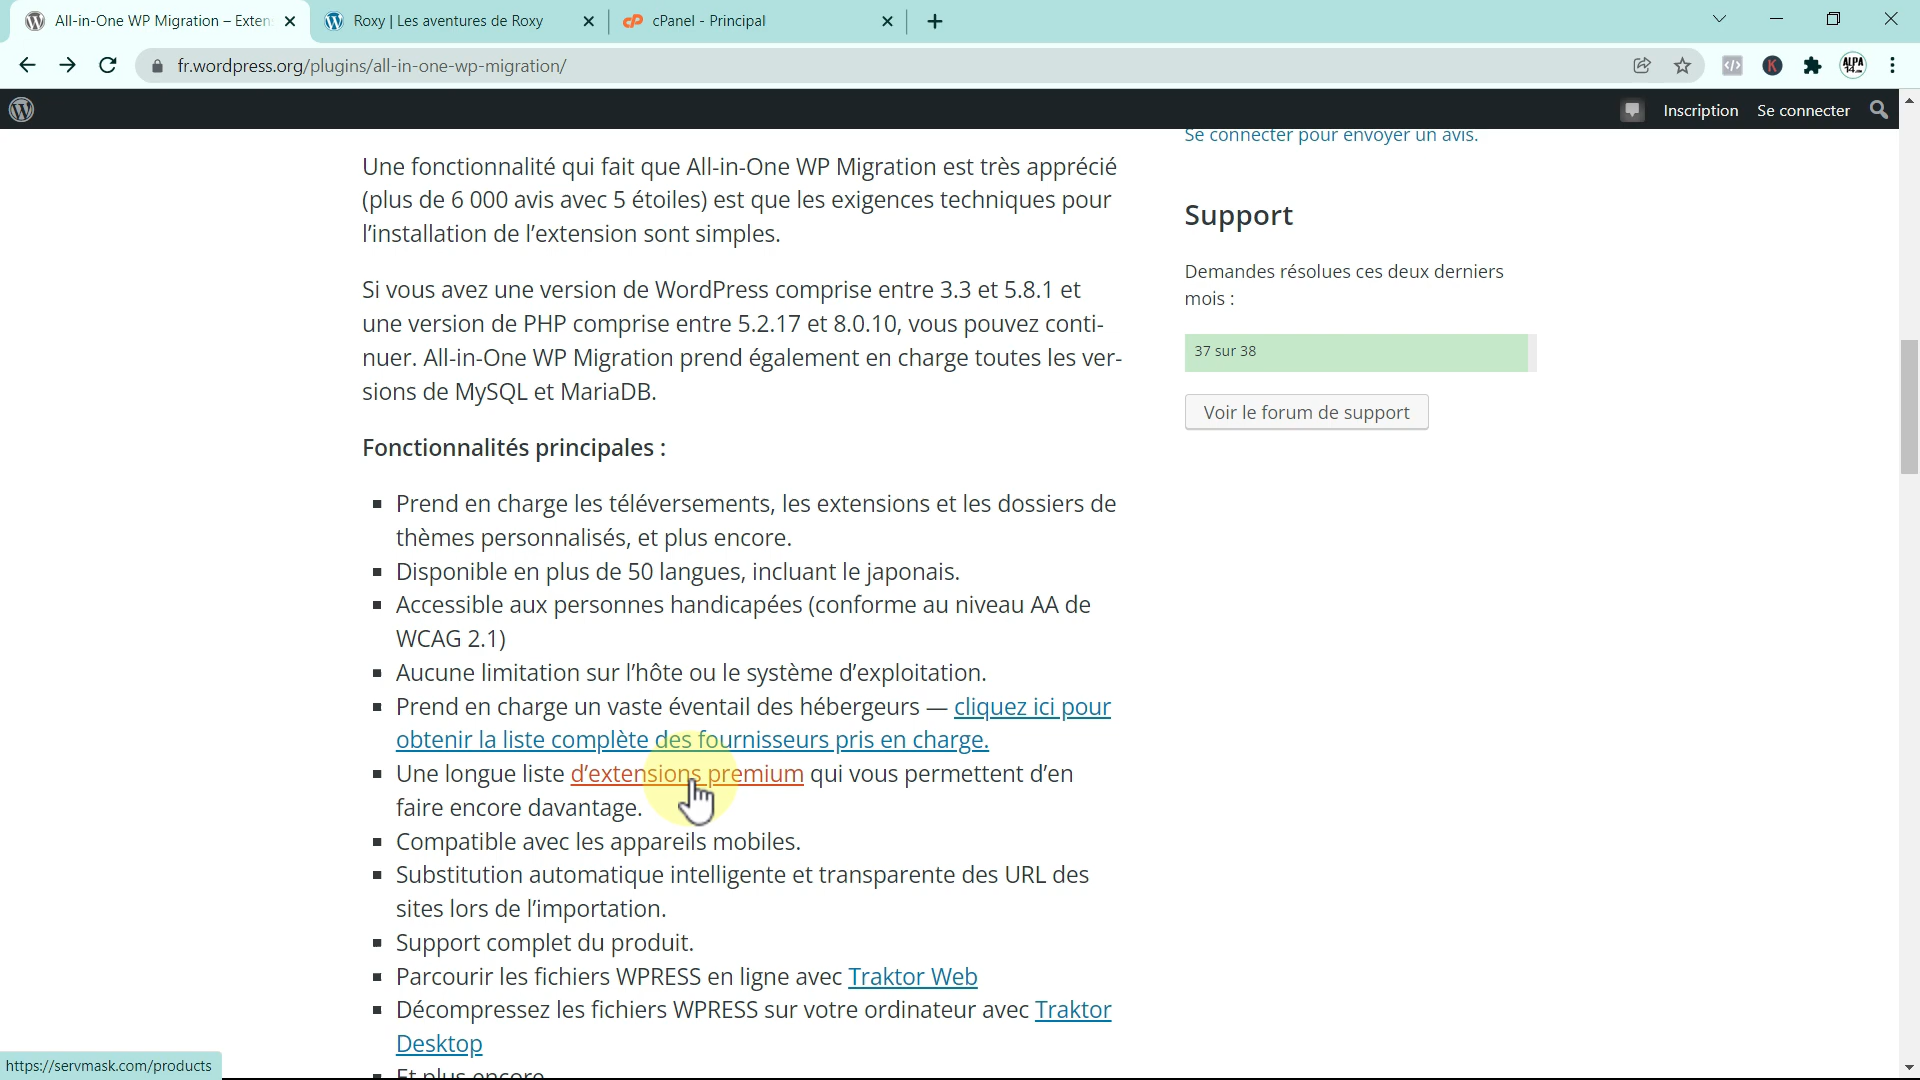 All-in-One WP Migration – Exten
Roxy | Les aventures de Roxy
cPanel - Principal
fr.wordpress.org/plugins/all-in-one-wp-migration/
Inscription
Se connecter
Se connecter pour envoyer un avis.
Une fonctionnalité qui fait que All-in-One WP Migration est très apprécié
(plus de 6 000 avis avec 5 étoiles) est que les exigences techniques pour
l'installation de l'extension sont simples.
Si vous avez une version de WordPress comprise entre 3.3 et 5.8.1 et
une version de PHP comprise entre 5.2.17 et 8.0.10, vous pouvez conti-
nuer. All-in-One WP Migration prend également en charge toutes les ver-
sions de MySQL et MariaDB.
Fonctionnalités principales :
▪ Prend en charge les téléversements, les extensions et les dossiers de
thèmes personnalisés, et plus encore.
▪ Disponible en plus de 50 langues, incluant le japonais.
▪ Accessible aux personnes handicapées (conforme au niveau AA de
WCAG 2.1)
▪ Aucune limitation sur l'hôte ou le système d'exploitation.
▪ Prend en charge un vaste éventail des hébergeurs — cliquez ici pour
obtenir la liste complète des fournisseurs pris en charge.
▪ Une longue liste d'extensions premium qui vous permettent d'en
faire encore davantage.
▪ Compatible avec les appareils mobiles.
▪ Substitution automatique intelligente et transparente des URL des
sites lors de l'importation.
▪ Support complet du produit.
▪ Parcourir les fichiers WPRESS en ligne avec Traktor Web
▪ Décompressez les fichiers WPRESS sur votre ordinateur avec Traktor
Desktop
▪ Et plus encore
Support
Demandes résolues ces deux derniers
mois :
37 sur 38
Voir le forum de support
https://servmask.com/products